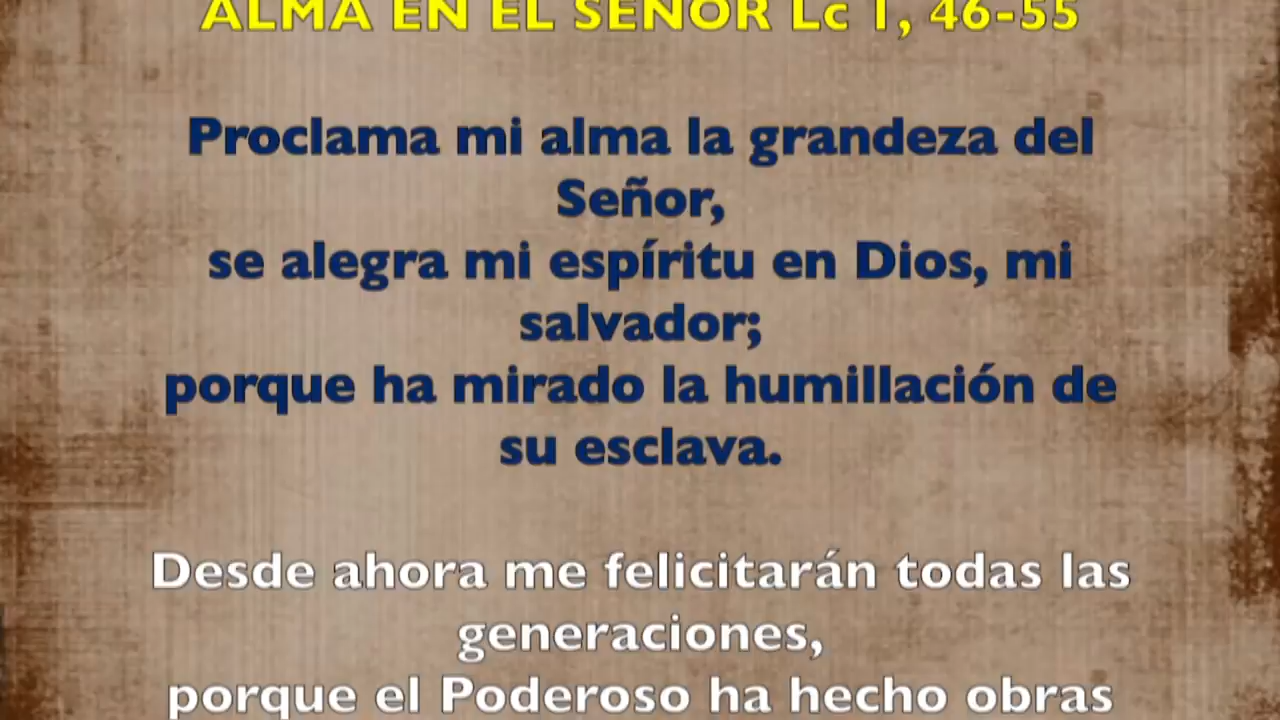 ALMA EN EL SEÑOR Lc 1, 46-55
Proclama mi alma la grandeza del
Señor,
se alegra mi espíritu en Dios, mi
salvador;
porque ha mirado la humillación de
su esclava.
Desde ahora me felicitarán todas las
generaciones,
porque el Poderoso ha hecho obras